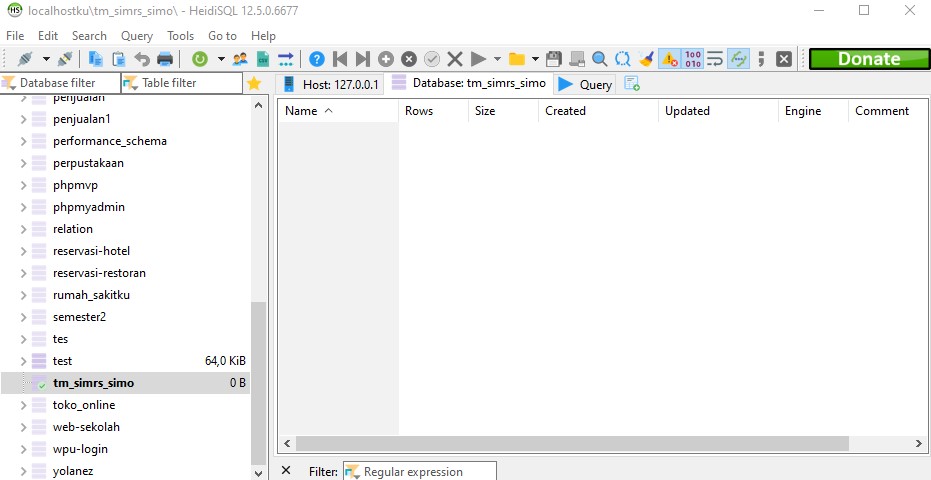 localhostku\tm_simrs_simo\ - HeidiSQL 12.5.0.6677
File Edit Search Query Tools Go to Help
Donate
Database filter Table filter Host: 127.0.0.1 Database: tm_simrs_simo Query
penjualan
penjualan1
performance_schema
perpustakaan
phpmvp
phpmyadmin
relation
reservasi-hotel
reservasi-restoran
rumah_sakitku
semester2
tes
test 64,0 KiB
tm_simrs_simo 0 B
toko_online
web-sekolah
wpu-login
yolanez
Name Rows Size Created Updated Engine Comment
Filter: Regular expression